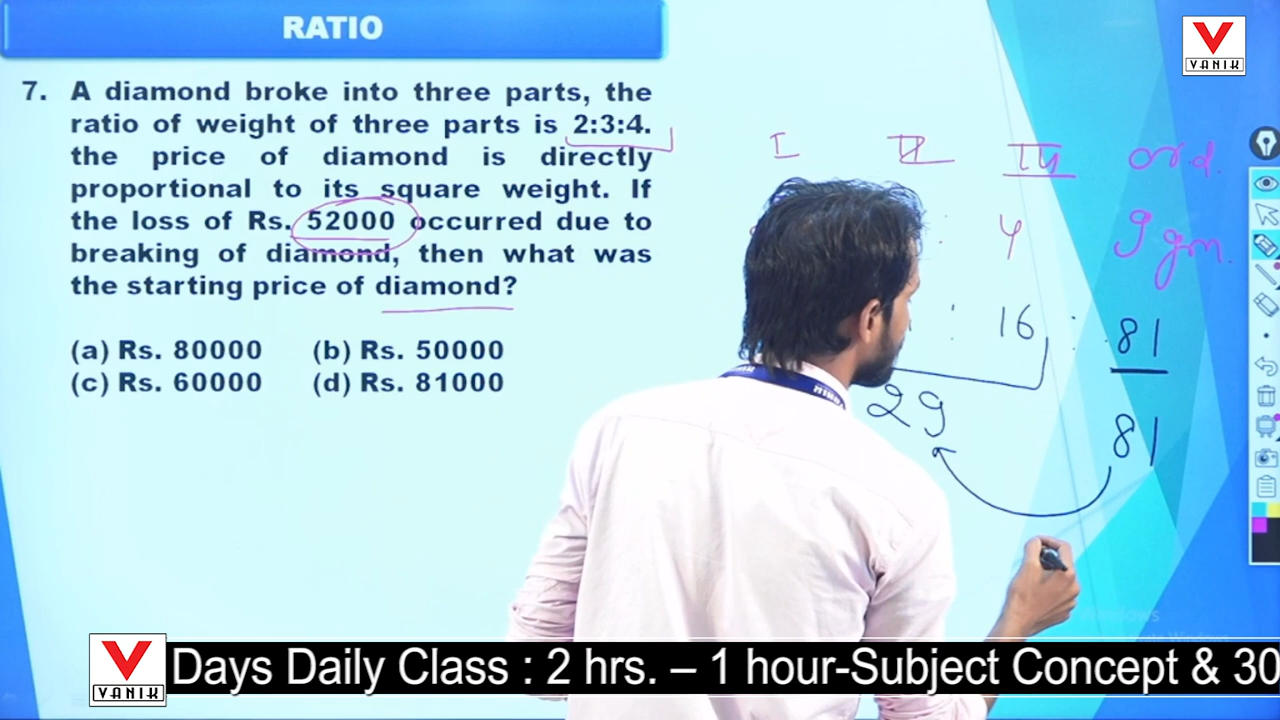 RATIO
VANIK
7. A diamond broke into three parts, the
ratio of weight of three parts is 2:3:4.
the price of diamond is directly
proportional to its square weight. If
the loss of Rs. 52000 occurred due to
breaking of diamond, then what was
the starting price of diamond?
(a) Rs. 80000 (b) Rs. 50000
(c) Rs. 60000 (d) Rs. 81000
I II III ord.
: 4 9 gm.
: 16 : 81
29 81
VANIK Days Daily Class : 2 hrs. – 1 hour-Subject Concept & 30